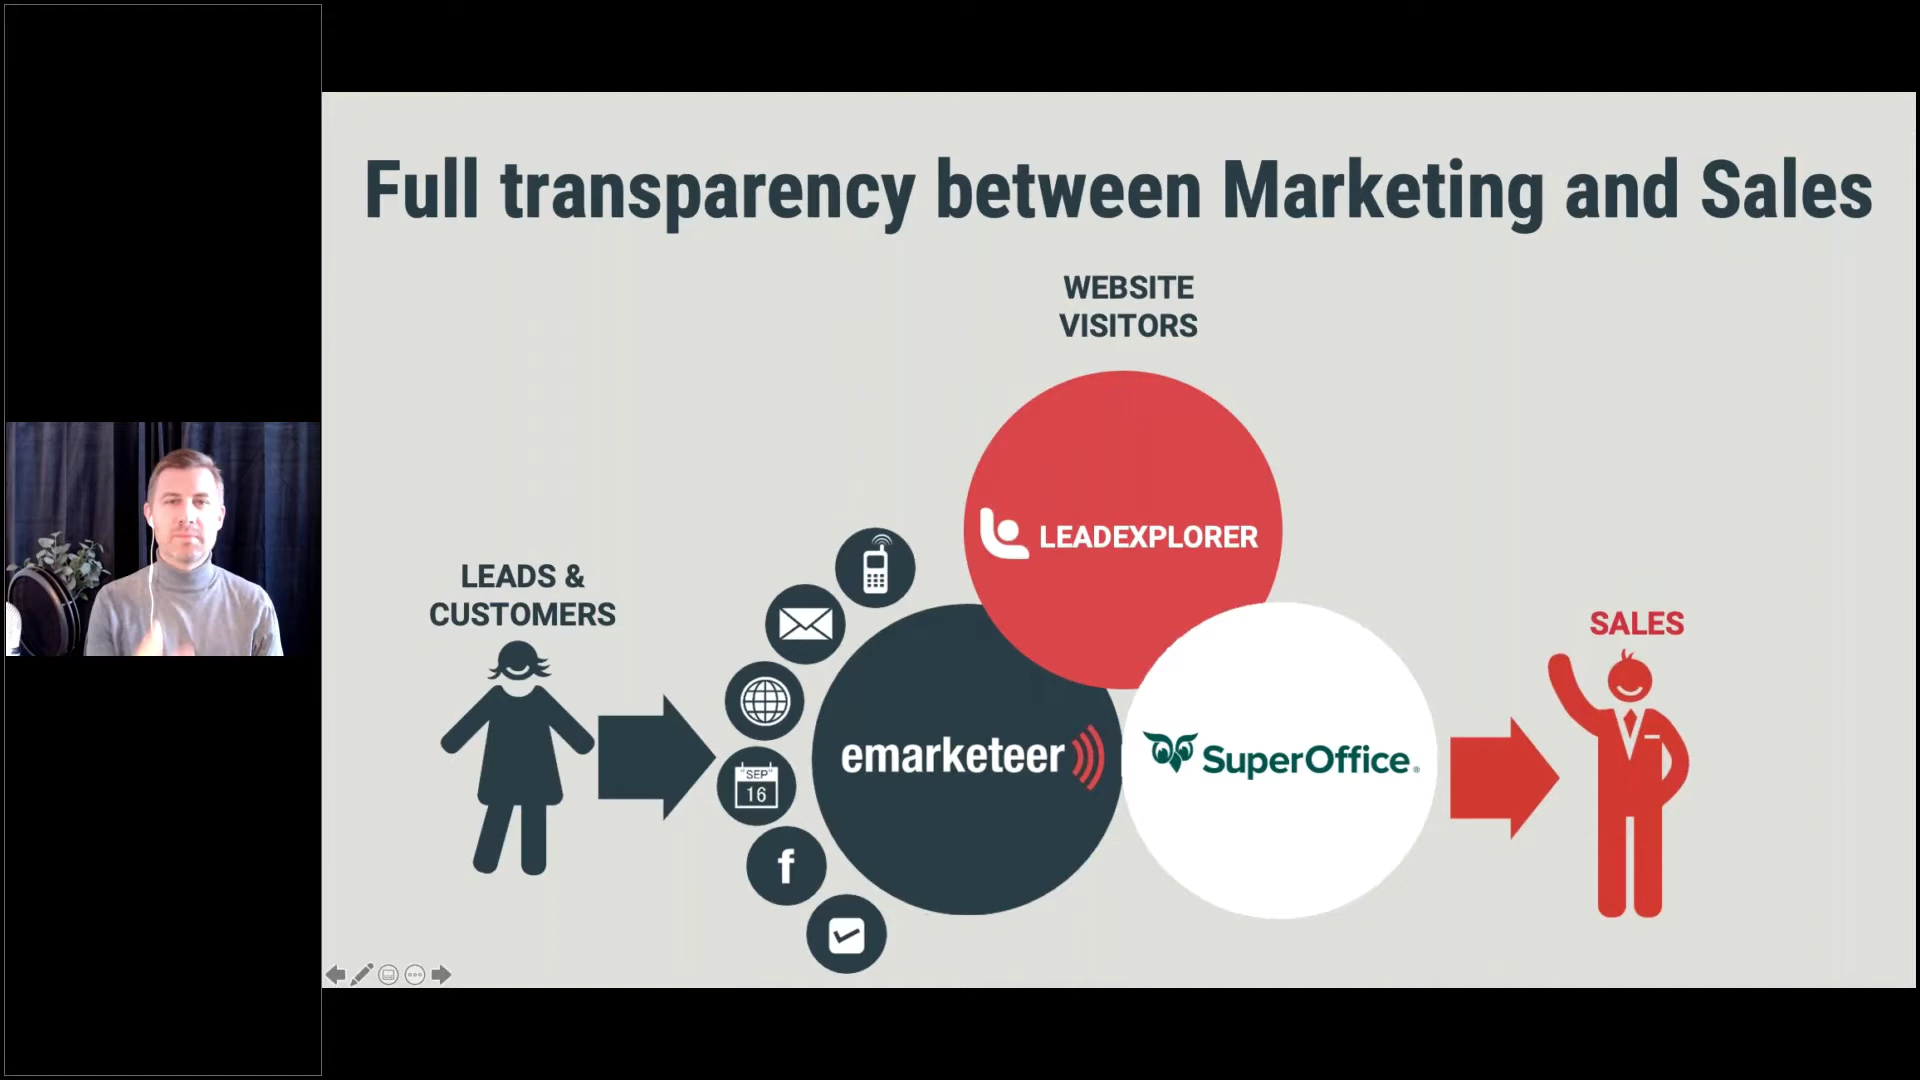 Full transparency between Marketing and Sales
WEBSITE
VISITORS
LEADEXPLORER
LEADS &
CUSTOMERS
SALES
emarketeer
SuperOffice®
SEP
16
f